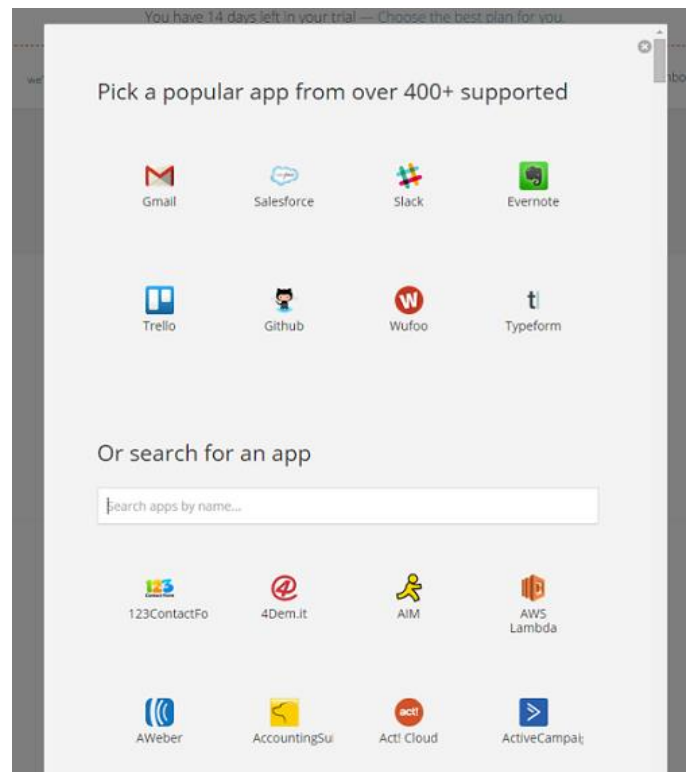 You have 14 days left in your trial — Choose the best plan for you.
we'
Pick a popular app from over 400+ supported
Gmail Salesforce Slack Evernote
Trello Github Wufoo Typeform
Or search for an app
Search apps by name...
123ContactFo 4Dem.it AIM AWS
Lambda
AWeber AccountingSui Act! Cloud ActiveCampaig